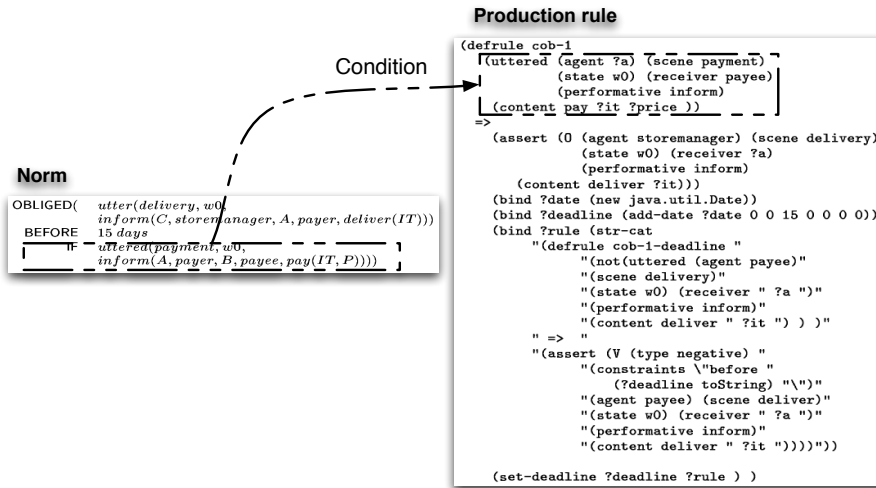 Production rule
(defrule cob-1
(uttered (agent ?a) (scene payment)
(state w0) (receiver payee)
(performative inform)
(content pay ?it ?price ))
=>
(assert (O (agent storemanager) (scene delivery)
(state w0) (receiver ?a)
(performative inform)
(content deliver ?it)))
(bind ?date (new java.util.Date))
(bind ?deadline (add-date ?date 0 0 15 0 0 0 0))
(bind ?rule (str-cat
"(defrule cob-1-deadline "
"(not(uttered (agent payee)"
"(scene delivery)"
"(state w0) (receiver " ?a ")"
"(performative inform)"
"(content deliver " ?it ") ) )"
" => "
"(assert (V (type negative) "
"(constraints \"before "
(?deadline toString) "\")"
"(agent payee) (scene deliver)"
"(state w0) (receiver " ?a ")"
"(performative inform)"
"(content deliver " ?it "))))"))
(set-deadline ?deadline ?rule ) )
Condition
Norm
OBLIGED( utter(delivery, w0,
inform(C, storemanager, A, payer, deliver(IT)))
BEFORE 15 days
IF uttered(payment, w0,
inform(A, payer, B, payee, pay(IT, P))))